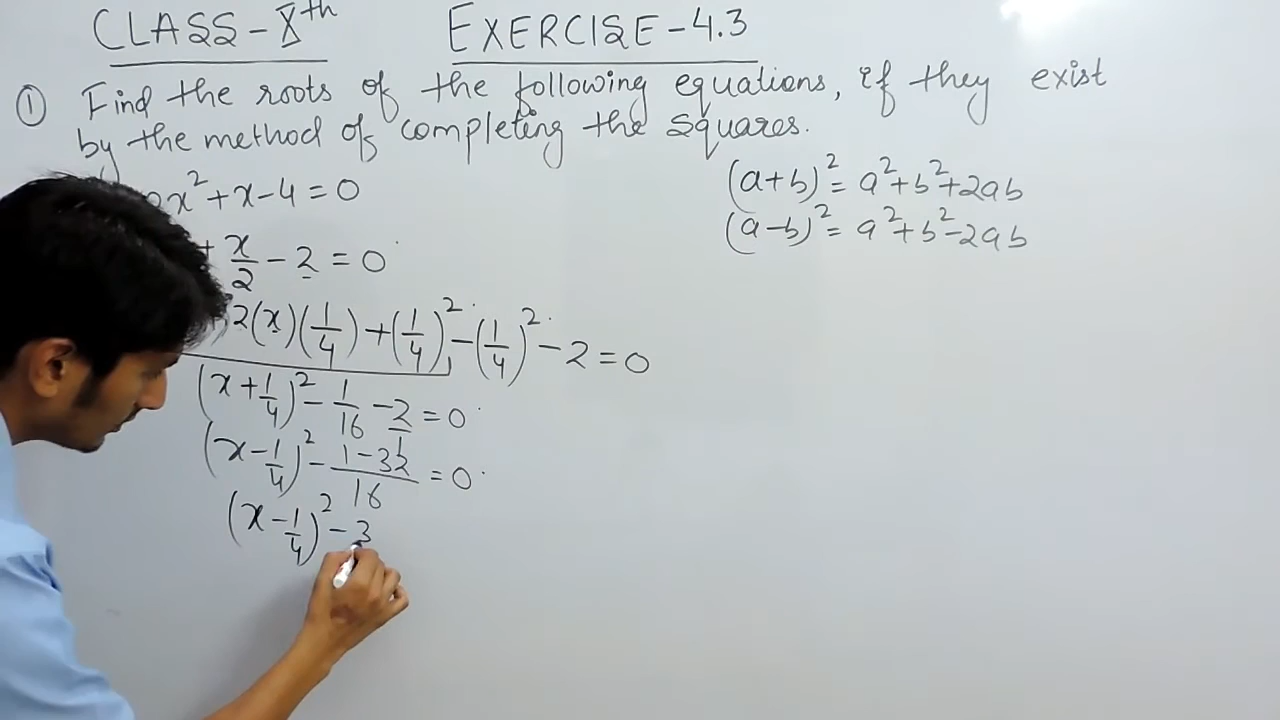 CLASS-Xth EXERCISE-4.3
① Find the roots of the following equations, if they exist
by the method of completing the squares.
(a+b)² = a²+b²+2ab
(a-b)² = a²+b²-2ab
x²+x-4=0
+ x/2 - 2 = 0
2(x)(1/4) + (1/4)² - (1/4)² - 2 = 0
(x+1/4)² - 1/16 - 2/1 = 0
(x-1/4)² - (1-32)/16 = 0
(x-1/4)² - 3